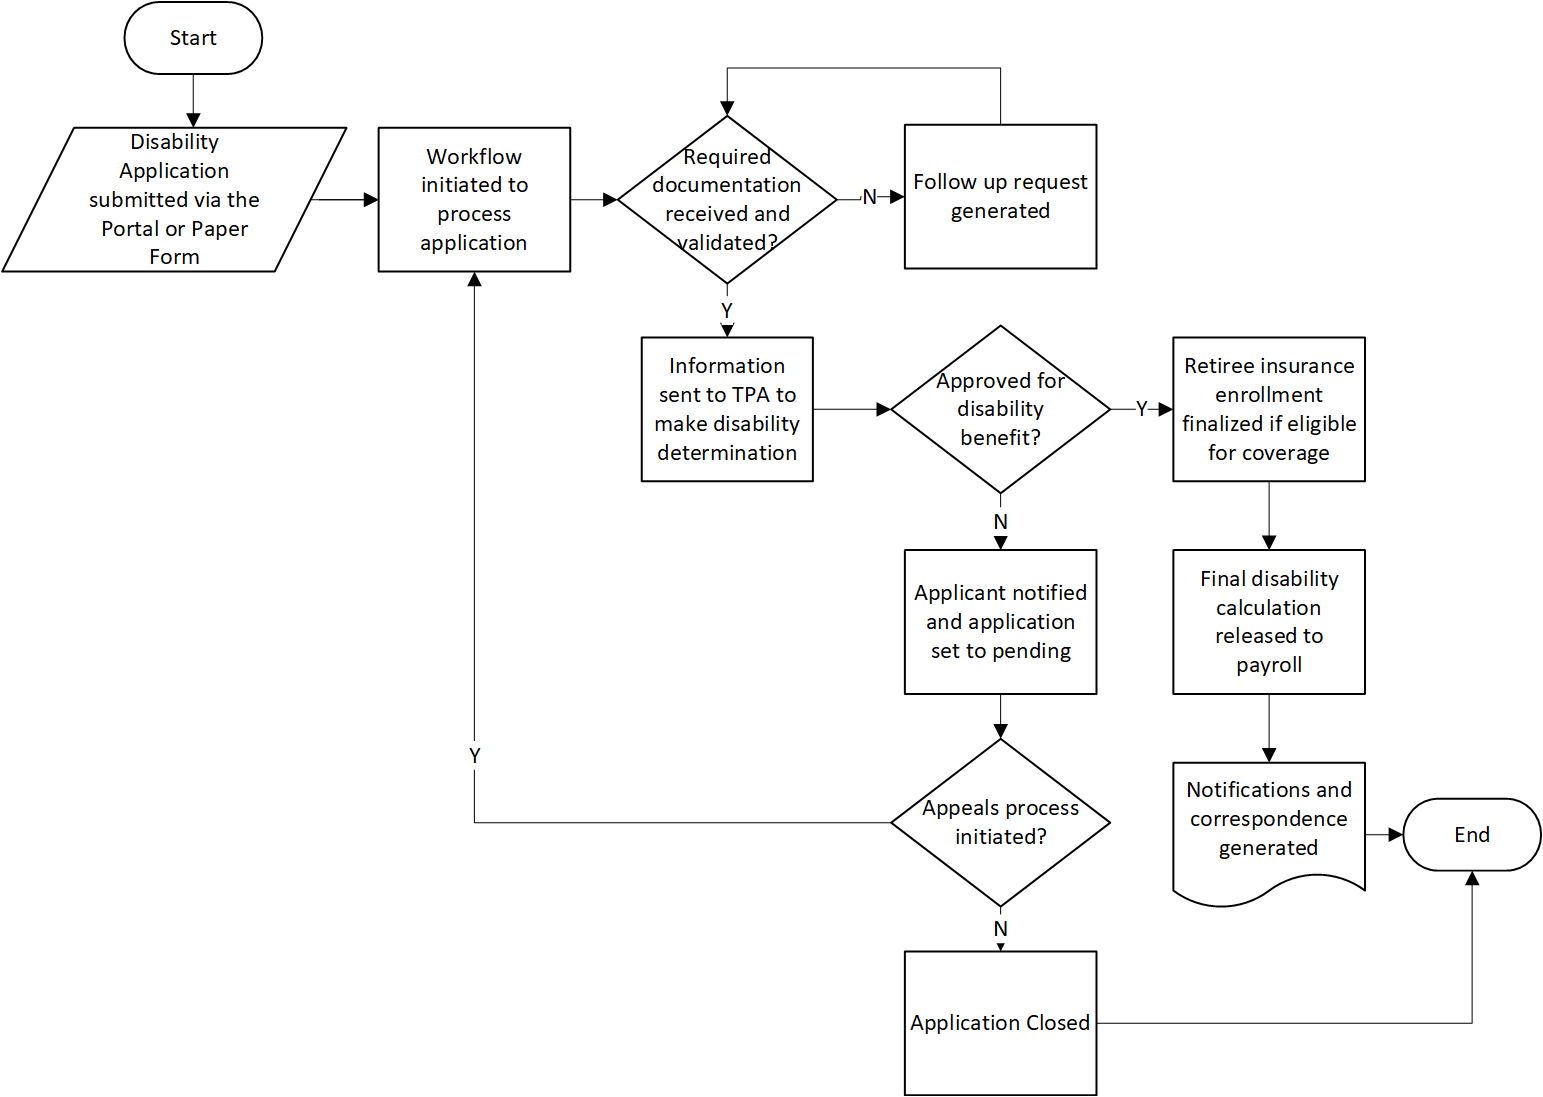 Start
Disability
Application
submitted via the
Portal or Paper
Form
Workflow
initiated to
process
application
Required
documentation
received and
validated?
N
Follow up request
generated
Y
Information
sent to TPA to
make disability
determination
Approved for
disability
benefit?
Y
Retiree insurance
enrollment
finalized if eligible
for coverage
N
Applicant notified
and application
set to pending
Final disability
calculation
released to
payroll
Y
Appeals process
initiated?
Notifications and
correspondence
generated
End
N
Application Closed